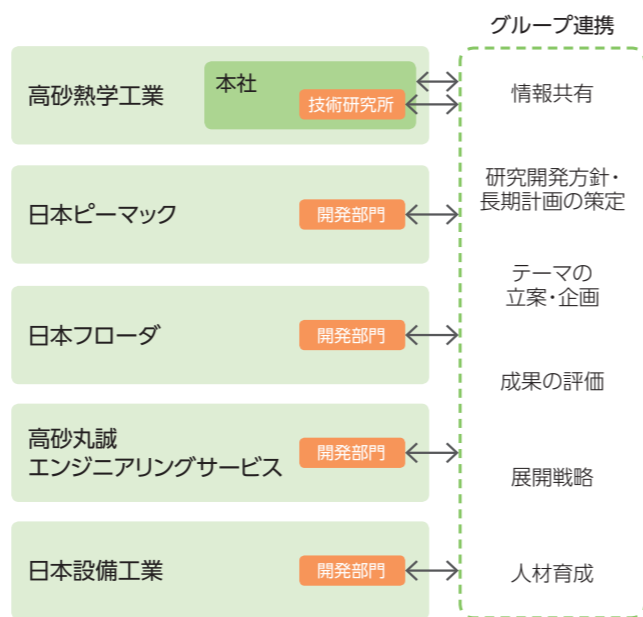 グループ連携
高砂熱学工業
本社
技術研究所
情報共有
日本ピーマック
開発部門
研究開発方針・
長期計画の策定
テーマの
立案・企画
日本フローダ
開発部門
成果の評価
高砂丸誠
エンジニアリングサービス
開発部門
展開戦略
日本設備工業
開発部門
人材育成